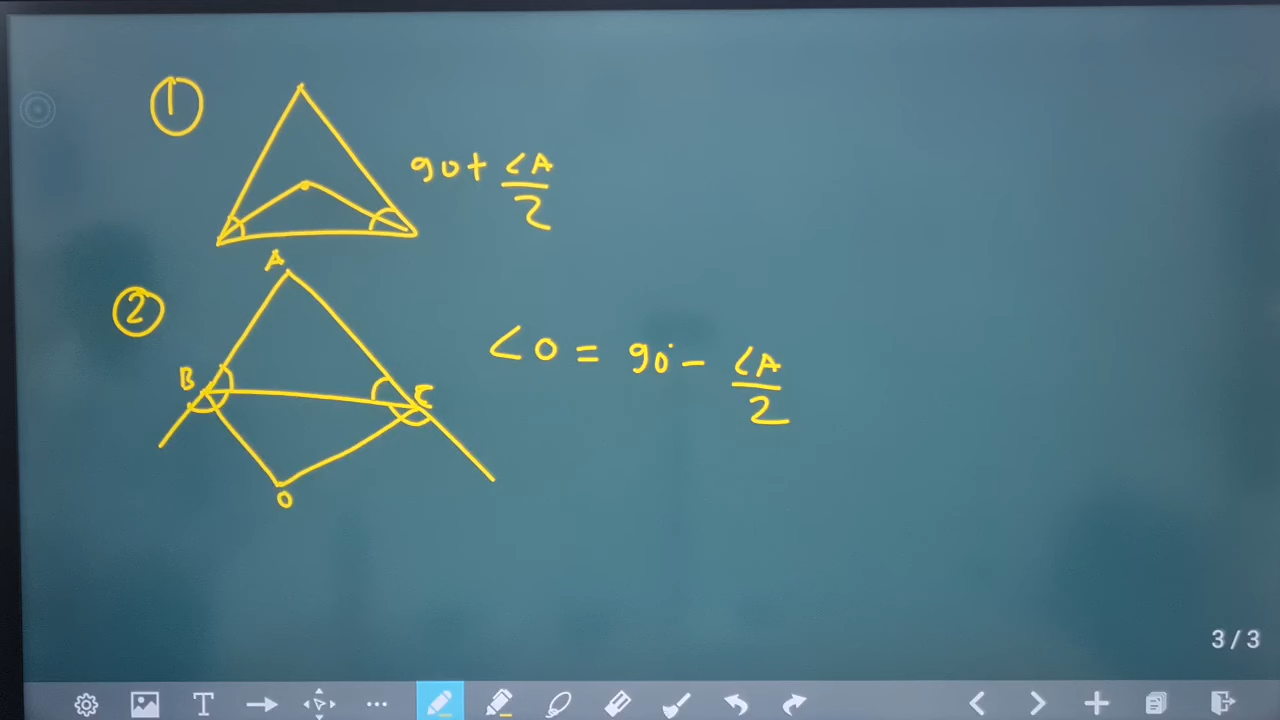 1
90+ ∠A/2
A
2
B
C
∠O = 90° - ∠A/2
O
3 / 3
T